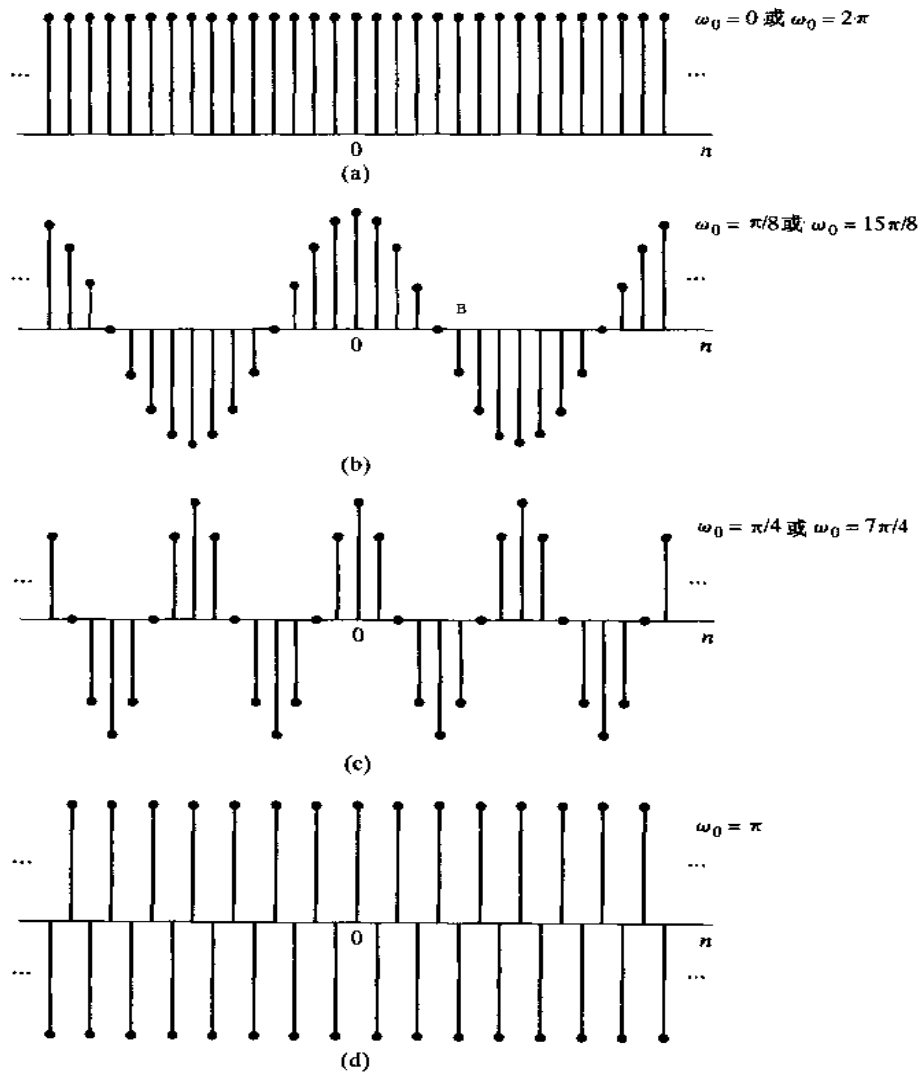 ω₀ = 0 或 ω₀ = 2π
... ...
0 n
(a)
ω₀ = π/8 或 ω₀ = 15π/8
... ...
B
0 n
(b)
ω₀ = π/4 或 ω₀ = 7π/4
... ...
0 n
(c)
ω₀ = π
... ...
0 n
... ...
(d)